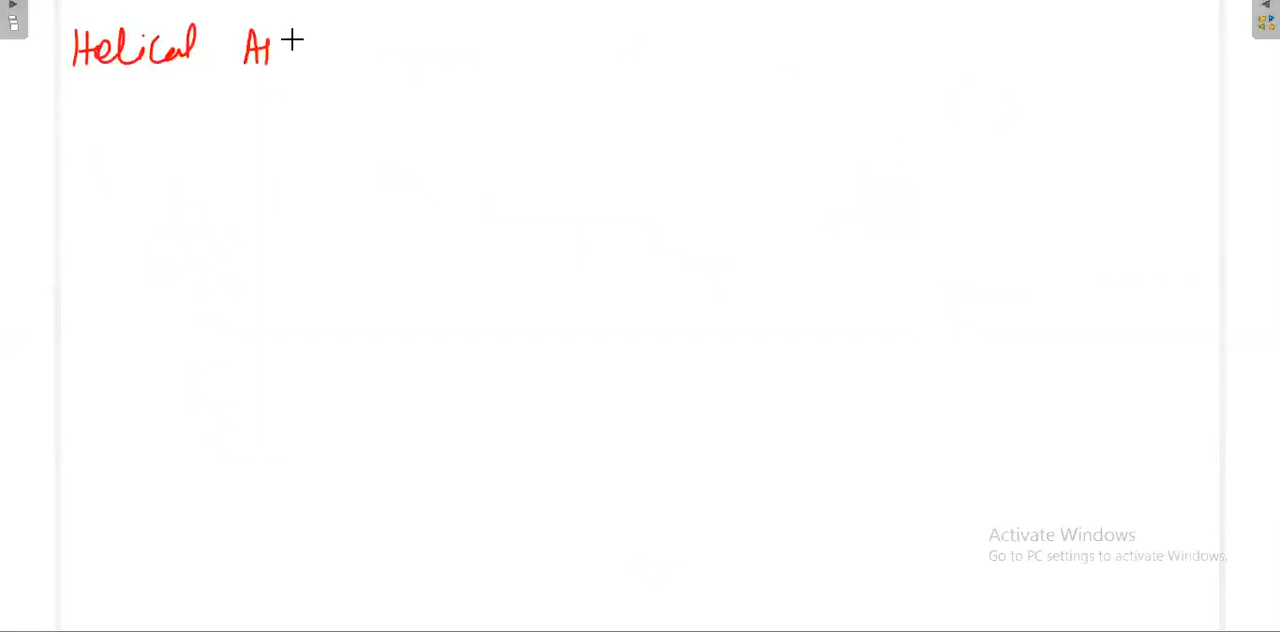 Helical
Activate Windows
Go to PC settings to activate Windows.